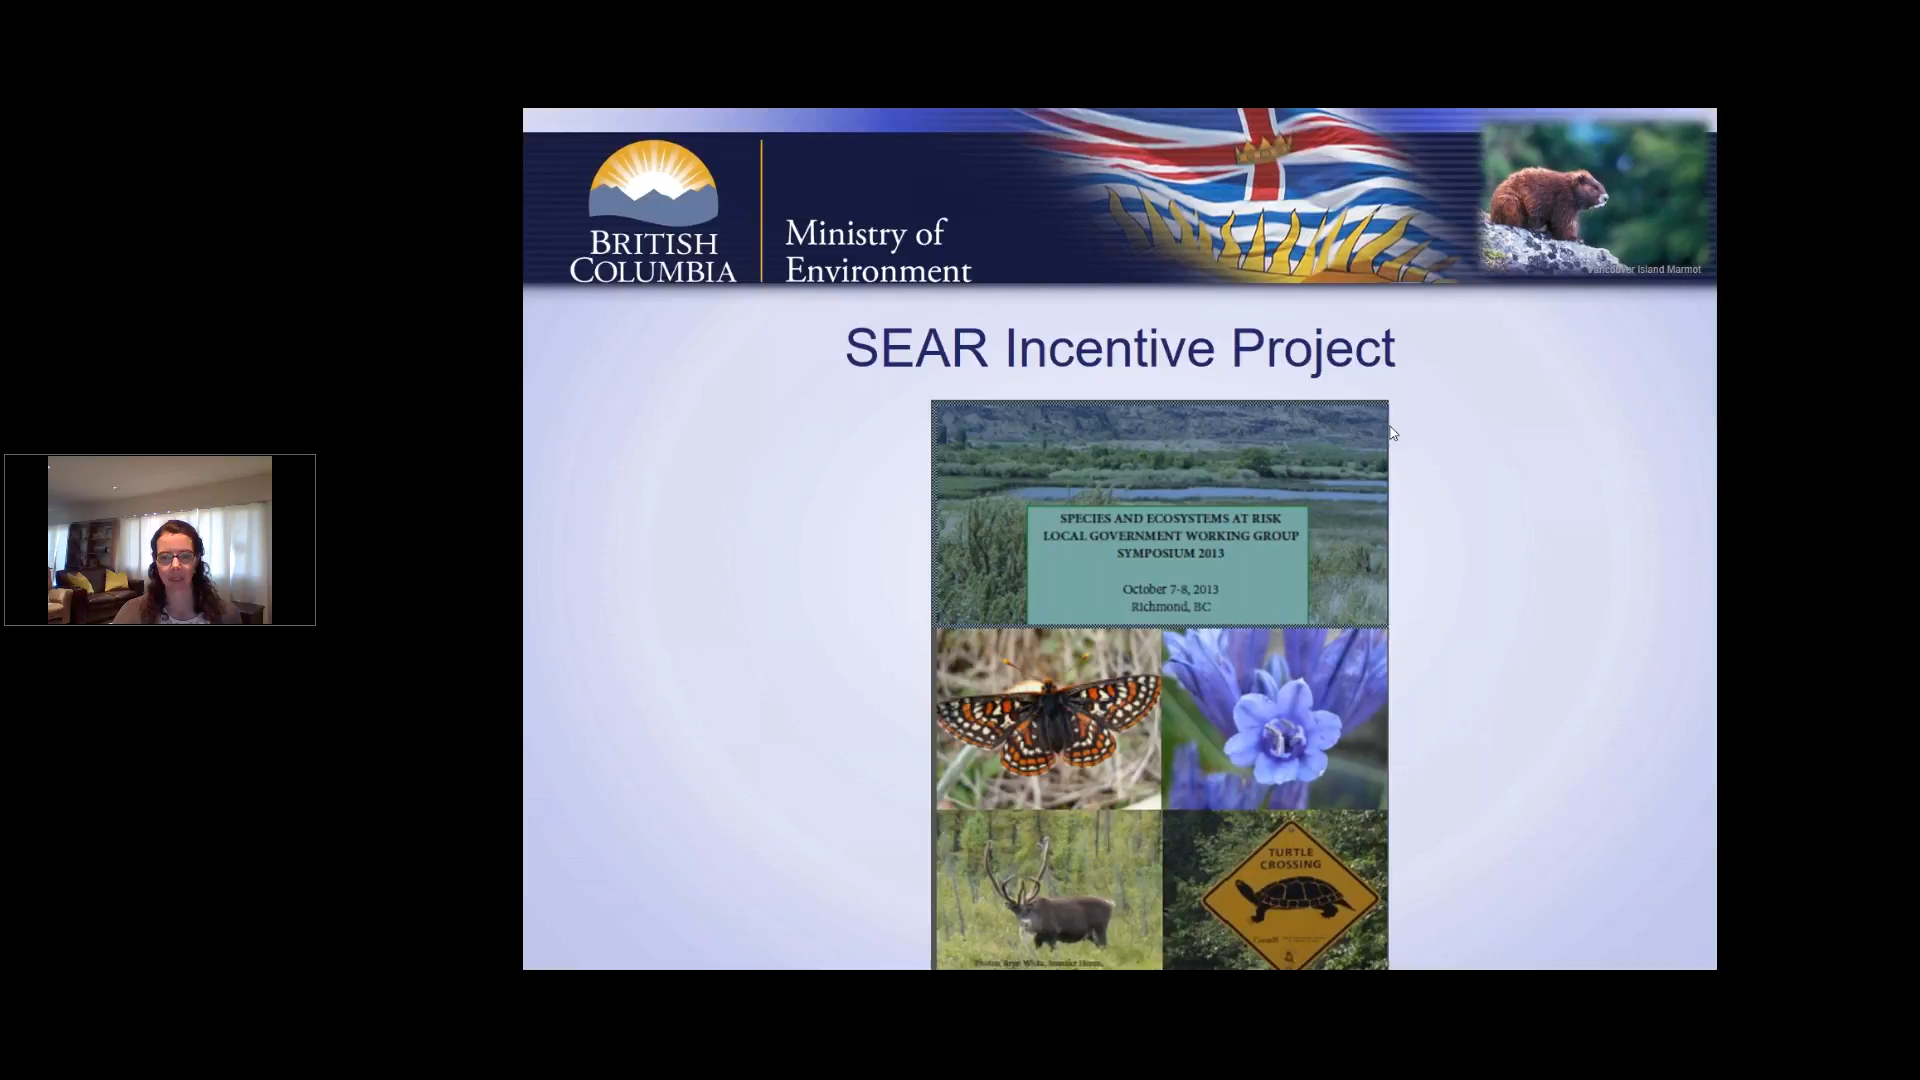 BRITISH
COLUMBIA
Ministry of
Environment
Vancouver Island Marmot
SEAR Incentive Project
SPECIES AND ECOSYSTEMS AT RISK
LOCAL GOVERNMENT WORKING GROUP
SYMPOSIUM 2013
October 7-8, 2013
Richmond, BC
TURTLE
CROSSING
Canada